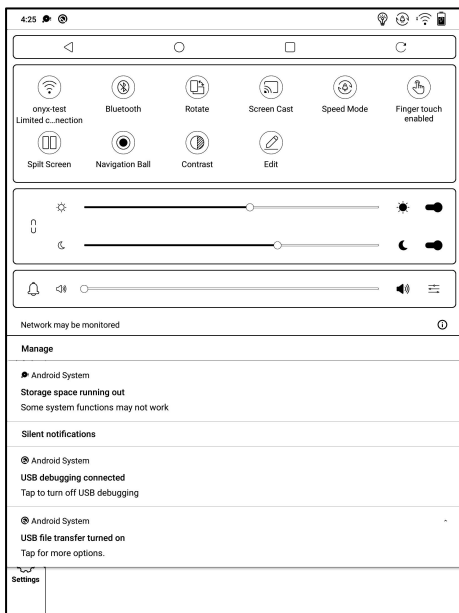 4:25
onyx-test
Limited c...nection
Bluetooth
Rotate
Screen Cast
Speed Mode
Finger touch
enabled
Spilt Screen
Navigation Ball
Contrast
Edit
Network may be monitored
Manage
Android System
Storage space running out
Some system functions may not work
Silent notifications
Android System
USB debugging connected
Tap to turn off USB debugging
Android System
USB file transfer turned on
Tap for more options.
Settings